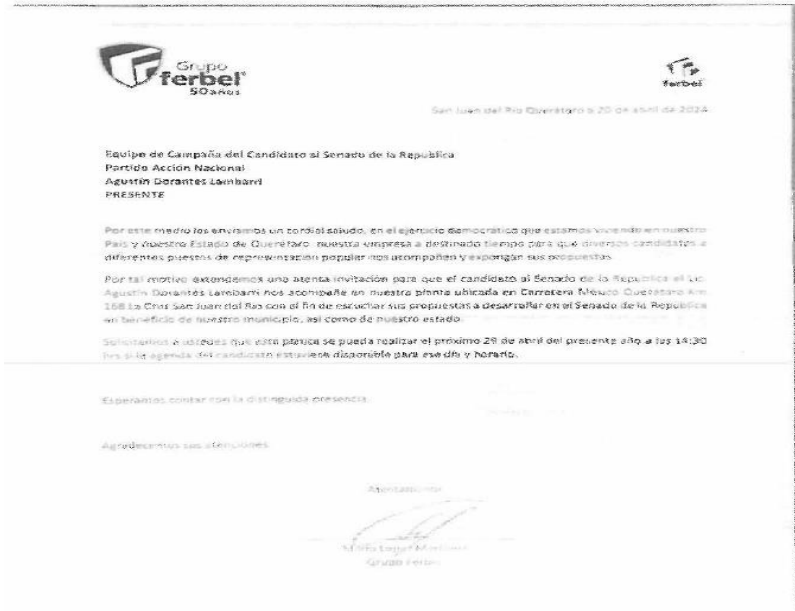 Grupo
ferbel
50 años
ferbel
San Juan del Río Querétaro a 20 de abril de 2024
Equipo de Campaña del Candidato al Senado de la Republica
Partido Acción Nacional
Agustín Dorantes Lambarri
PRESENTE
Por este medio les enviamos un cordial saludo, en el ejercicio democrático que estamos viviendo en nuestro
País y nuestro Estado de Querétaro nuestra empresa a destinado tiempo para que diversos candidatos a
diferentes puestos de representación popular nos acompañen y expongan sus propuestas.
Por tal motivo extendemos una atenta invitación para que el candidato al Senado de la Republica el Lic.
Agustín Dorantes Lambarri nos acompañe en nuestra planta ubicada en Carretera México Querétaro km
168 La Cruz San Juan del Río con el fin de escuchar sus propuestas a desarrollar en el Senado de la Republica
en beneficio de nuestro municipio, así como de nuestro estado.
Solicitamos a ustedes que esta platica se pueda realizar el próximo 29 de abril del presente año a las 14:30
hrs si la agenda del candidato estuviese disponible para ese día y horario.
Esperamos contar con la distinguida presencia.
Agradecemos sus atenciones
Atentamente
Grupo Ferbel